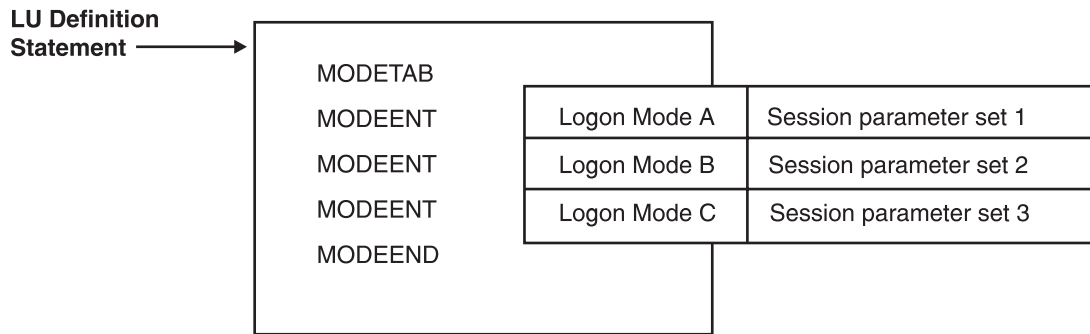 LU Definition
Statement
MODETAB
MODEENT Logon Mode A Session parameter set 1
MODEENT Logon Mode B Session parameter set 2
MODEENT Logon Mode C Session parameter set 3
MODEEND